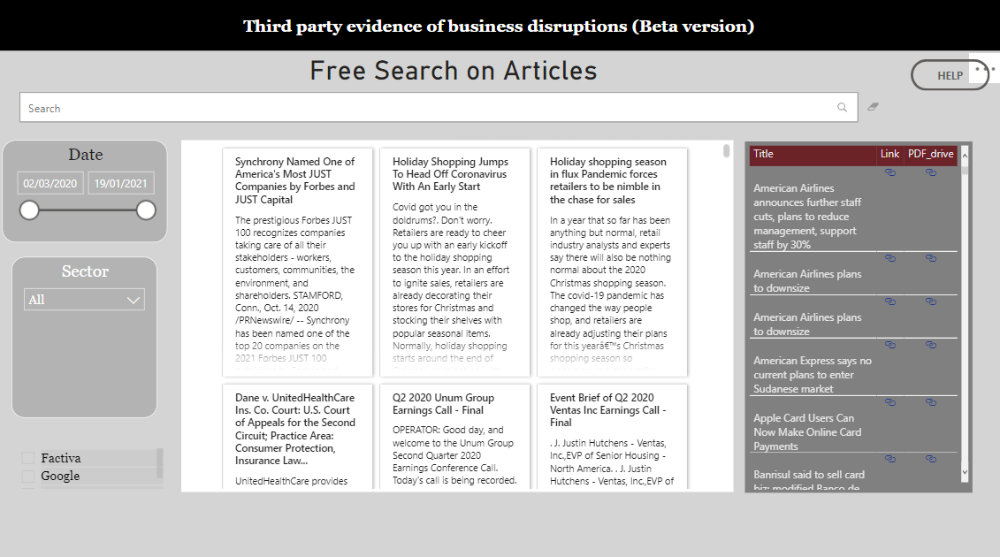 Third party evidence of business disruptions (Beta version)
Free Search on Articles
HELP
Search
Date
02/03/2020
19/01/2021
Sector
All
Factiva
Google
Synchrony Named One of
America's Most JUST
Companies by Forbes and
JUST Capital
The prestigious Forbes JUST
100 recognizes companies
taking care of all their
stakeholders - workers,
customers, communities, the
environment, and
shareholders. STAMFORD,
Conn., Oct. 14, 2020
/PRNewswire/ -- Synchrony
has been named one of the
top 20 companies on the
2021 Forbes JUST 100
Holiday Shopping Jumps
To Head Off Coronavirus
With An Early Start
Covid got you in the
doldrums?. Don't worry.
Retailers are ready to cheer
you up with an early kickoff
to the holiday shopping
season this year. In an effort
to ignite sales, retailers are
already decorating their
stores for Christmas and
stocking their shelves with
popular seasonal items.
Normally, holiday shopping
starts around the end of
Holiday shopping season
in flux Pandemic forces
retailers to be nimble in
the chase for sales
In a year that so far has been
anything but normal, retail
industry analysts and experts
say there will also be nothing
normal about the 2020
Christmas shopping season.
The covid-19 pandemic has
changed the way people
shop, and retailers are
already adjusting their plans
for this yearâ€™s Christmas
shopping season so
Dane v. UnitedHealthCare
Ins. Co. Court: U.S. Court
of Appeals for the Second
Circuit; Practice Area:
Consumer Protection,
Insurance Law...
UnitedHealthCare provides
Q2 2020 Unum Group
Earnings Call - Final
OPERATOR: Good day, and
welcome to the Unum Group
Second Quarter 2020
Earnings Conference Call.
Today's call is being recorded.
Event Brief of Q2 2020
Ventas Inc Earnings Call -
Final
. J. Justin Hutchens - Ventas,
Inc.,EVP of Senior Housing -
North America. . J. Justin
Hutchens - Ventas, Inc.,EVP of
Title Link PDF_drive
American Airlines
announces further staff
cuts, plans to reduce
management, support
staff by 30%
American Airlines plans
to downsize
American Airlines plans
to downsize
American Express says no
current plans to enter
Sudanese market
Apple Card Users Can
Now Make Online Card
Payments
Banrisul said to sell card
biz; modified Banco de